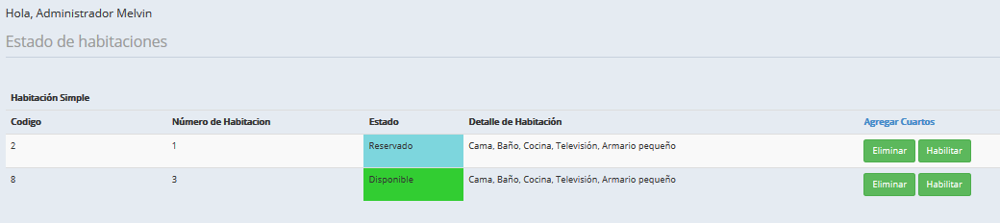 Hola, Administrador Melvin
Estado de habitaciones
Habitación Simple
Codigo Número de Habitacion Estado Detalle de Habitación Agregar Cuartos
2 1 Reservado Cama, Baño, Cocina, Televisión, Armario pequeño Eliminar Habilitar
8 3 Disponible Cama, Baño, Cocina, Televisión, Armario pequeño Eliminar Habilitar